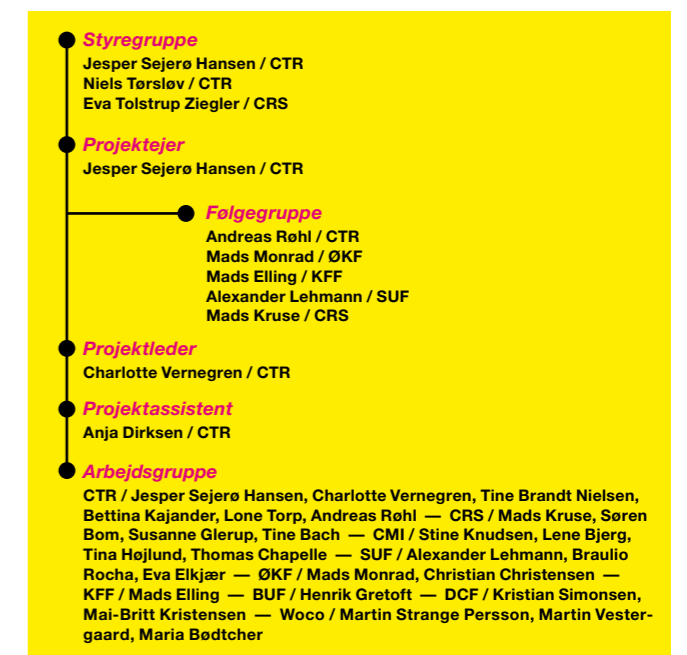 Styregruppe
Jesper Sejerø Hansen / CTR
Niels Tørsløv / CTR
Eva Tolstrup Ziegler / CRS
Projektejer
Jesper Sejerø Hansen / CTR
Følgegruppe
Andreas Røhl / CTR
Mads Monrad / ØKF
Mads Elling / KFF
Alexander Lehmann / SUF
Mads Kruse / CRS
Projektleder
Charlotte Vernegren / CTR
Projektassistent
Anja Dirksen / CTR
Arbejdsgruppe
CTR / Jesper Sejerø Hansen, Charlotte Vernegren, Tine Brandt Nielsen,
Bettina Kajander, Lone Torp, Andreas Røhl — CRS / Mads Kruse, Søren
Bom, Susanne Glerup, Tine Bach — CMI / Stine Knudsen, Lene Bjerg,
Tina Højlund, Thomas Chapelle — SUF / Alexander Lehmann, Braulio
Rocha, Eva Elkjær — ØKF / Mads Monrad, Christian Christensen —
KFF / Mads Elling — BUF / Henrik Gretoft — DCF / Kristian Simonsen,
Mai-Britt Kristensen — Woco / Martin Strange Persson, Martin Vester-
gaard, Maria Bødtcher